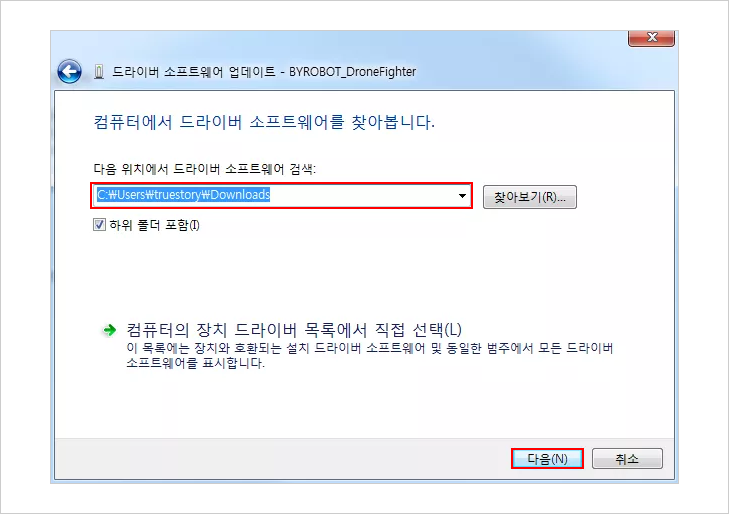 드라이버 소프트웨어 업데이트 - BYROBOT_DroneFighter
컴퓨터에서 드라이버 소프트웨어를 찾아봅니다.
다음 위치에서 드라이버 소프트웨어 검색:
C:₩Users₩truestory₩Downloads
찾아보기(R)...
하위 폴더 포함(I)
컴퓨터의 장치 드라이버 목록에서 직접 선택(L)
이 목록에는 장치와 호환되는 설치 드라이버 소프트웨어 및 동일한 범주에서 모든 드라이버
소프트웨어를 표시합니다.
다음(N)
취소